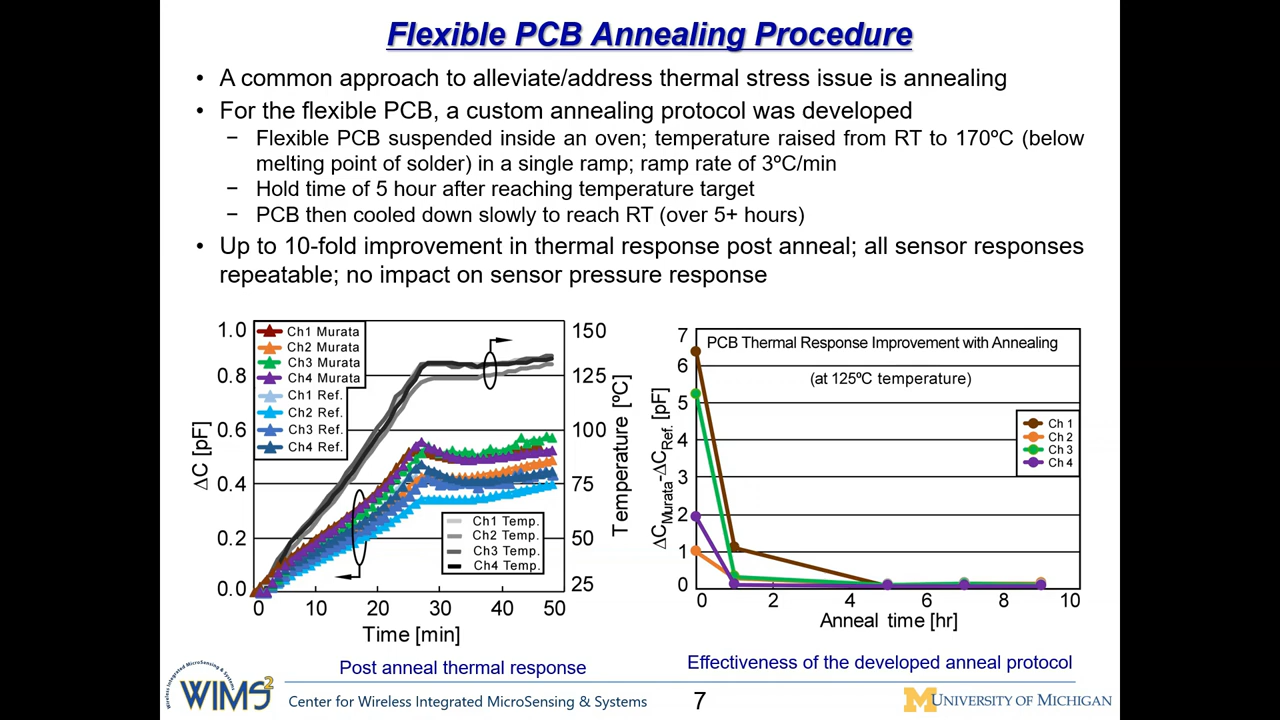 Flexible PCB Annealing Procedure
• A common approach to alleviate/address thermal stress issue is annealing
• For the flexible PCB, a custom annealing protocol was developed
− Flexible PCB suspended inside an oven; temperature raised from RT to 170ºC (below
melting point of solder) in a single ramp; ramp rate of 3ºC/min
− Hold time of 5 hour after reaching temperature target
− PCB then cooled down slowly to reach RT (over 5+ hours)
• Up to 10-fold improvement in thermal response post anneal; all sensor responses
repeatable; no impact on sensor pressure response
1.0
0.8
0.6
0.4
0.2
0.0
ΔC [pF]
Ch1 Murata
Ch2 Murata
Ch3 Murata
Ch4 Murata
Ch1 Ref.
Ch2 Ref.
Ch3 Ref.
Ch4 Ref.
Ch1 Temp.
Ch2 Temp.
Ch3 Temp.
Ch4 Temp.
150
125
100
75
50
25
Temperature [ºC]
0 10 20 30 40 50
Time [min]
Post anneal thermal response
7
6
5
4
3
2
1
0
ΔCMurata-ΔCRef. [pF]
PCB Thermal Response Improvement with Annealing
(at 125ºC temperature)
Ch 1
Ch 2
Ch 3
Ch 4
0 2 4 6 8 10
Anneal time [hr]
Effectiveness of the developed anneal protocol
Wireless Integrated MicroSensing & Systems
WIMS2
Center for Wireless Integrated MicroSensing & Systems
7
M UNIVERSITY OF MICHIGAN